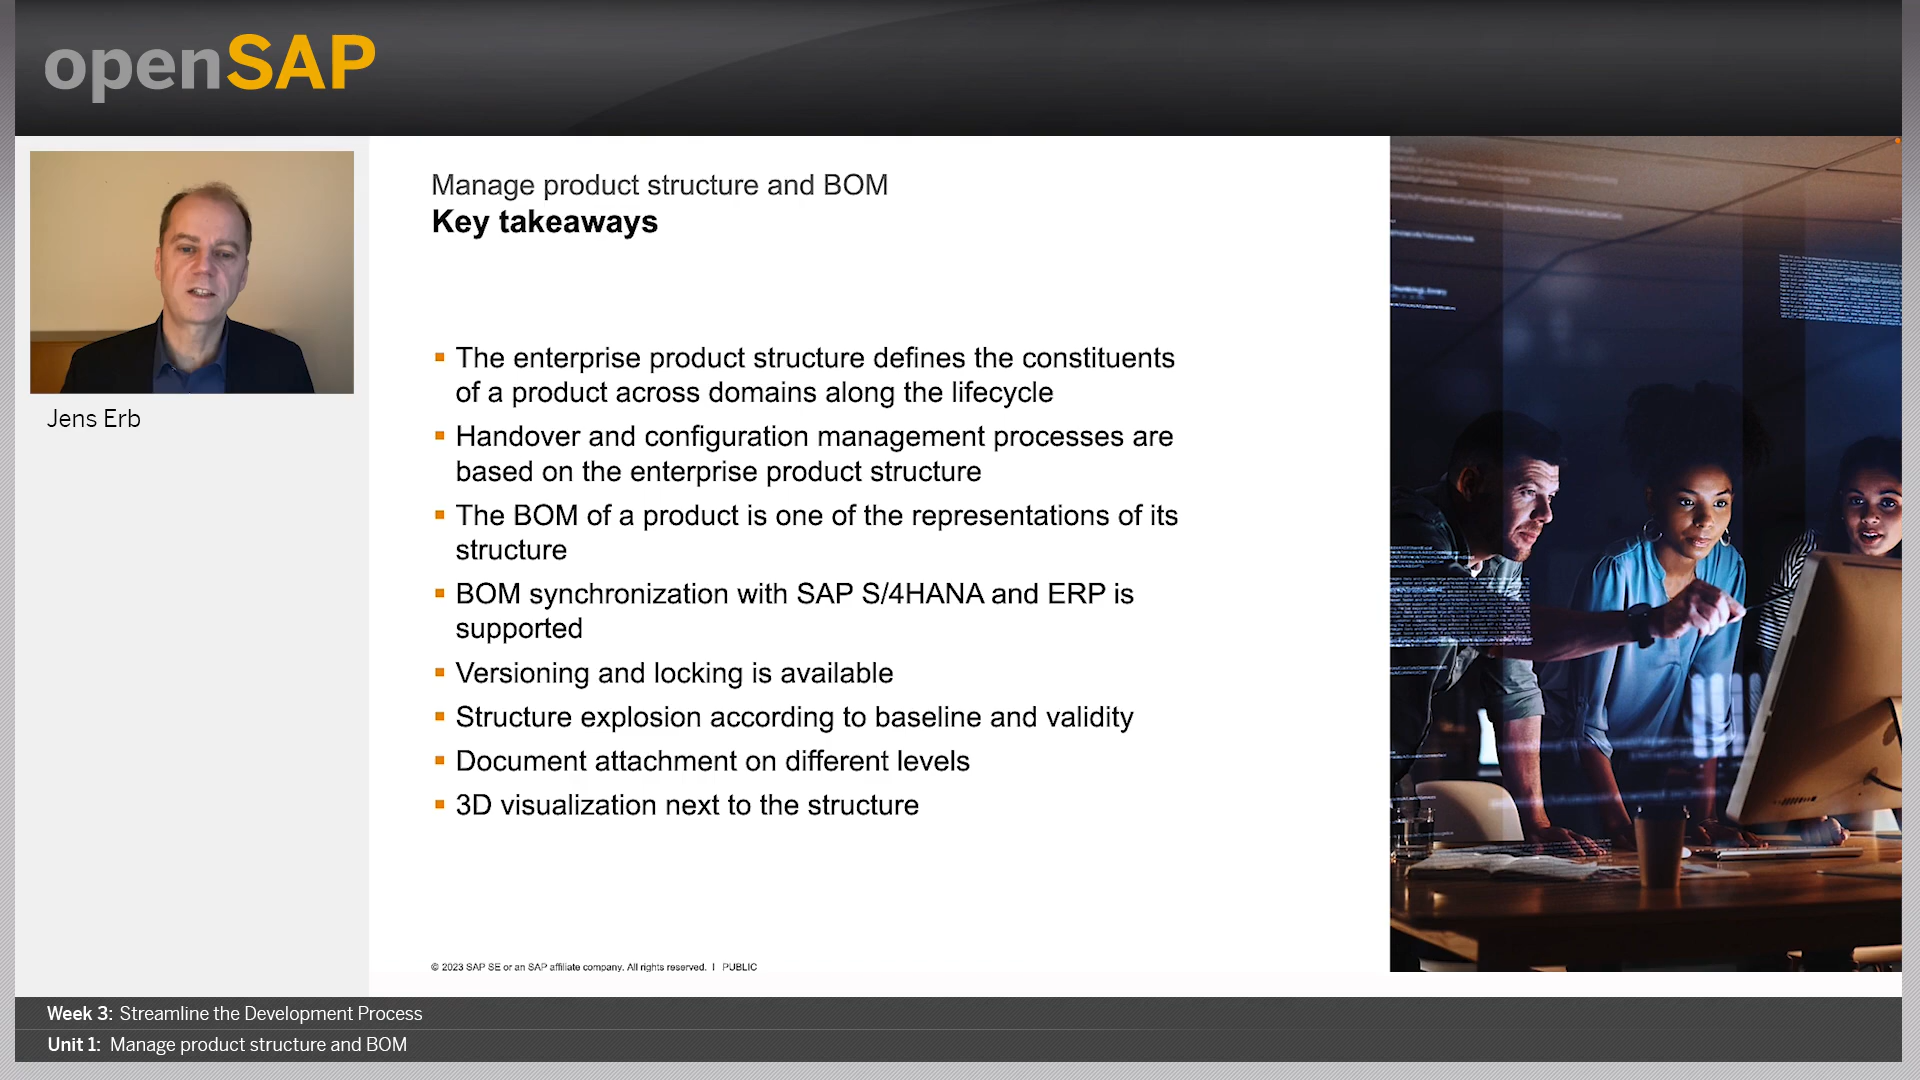 openSAP
Jens Erb
Manage product structure and BOM
Key takeaways
The enterprise product structure defines the constituents
of a product across domains along the lifecycle
Handover and configuration management processes are
based on the enterprise product structure
The BOM of a product is one of the representations of its
structure
BOM synchronization with SAP S/4HANA and ERP is
supported
Versioning and locking is available
Structure explosion according to baseline and validity
Document attachment on different levels
3D visualization next to the structure
© 2023 SAP SE or an SAP affiliate company. All rights reserved. I PUBLIC
Week 3: Streamline the Development Process
Unit 1: Manage product structure and BOM